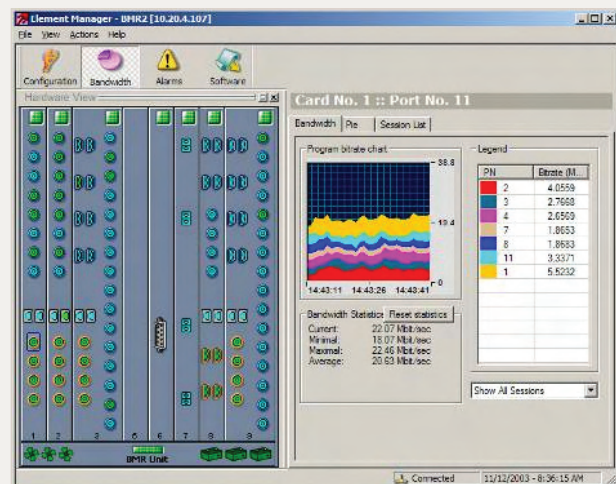 Element Manager - BMR2 [10.20.4.107]
File View Actions Help
Configuration Bandwidth Alarms Software
Hardware View
Card No. 1 :: Port No. 11
Bandwidth Pie Session List
Program bitrate chart
38.8
19.4
0
14:43:11 14:43:26 14:43:41
Legend
PN Bitrate (M...
2 4.0559
3 2.7668
4 2.6569
7 1.8653
8 1.8683
11 3.3371
1 5.5232
Bandwidth Statistics Reset statistics
Current: 22.07 Mbit/sec
Minimal: 18.07 Mbit/sec
Maximal: 22.46 Mbit/sec
Average: 20.63 Mbit/sec
Show All Sessions
1 2 3 5 6 7 8 9
BMR Unit
Connected 11/12/2003 - 8:36:15 AM